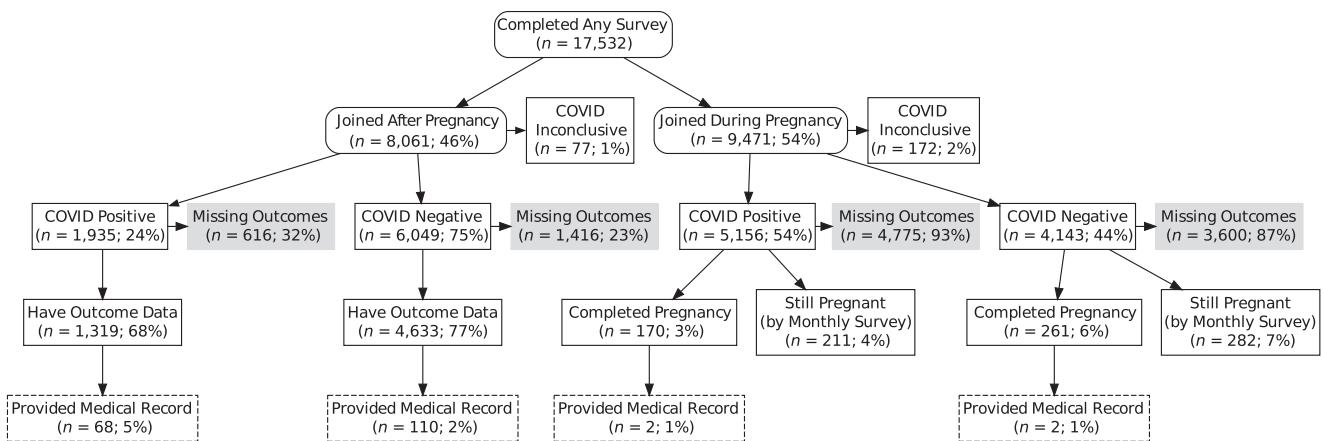 Completed Any Survey
(n = 17,532)
Joined After Pregnancy
(n = 8,061; 46%)
COVID
Inconclusive
(n = 77; 1%)
Joined During Pregnancy
(n = 9,471; 54%)
COVID
Inconclusive
(n = 172; 2%)
COVID Positive
(n = 1,935; 24%)
Missing Outcomes
(n = 616; 32%)
COVID Negative
(n = 6,049; 75%)
Missing Outcomes
(n = 1,416; 23%)
COVID Positive
(n = 5,156; 54%)
Missing Outcomes
(n = 4,775; 93%)
COVID Negative
(n = 4,143; 44%)
Missing Outcomes
(n = 3,600; 87%)
Have Outcome Data
(n = 1,319; 68%)
Have Outcome Data
(n = 4,633; 77%)
Completed Pregnancy
(n = 170; 3%)
Still Pregnant
(by Monthly Survey)
(n = 211; 4%)
Completed Pregnancy
(n = 261; 6%)
Still Pregnant
(by Monthly Survey)
(n = 282; 7%)
Provided Medical Record
(n = 68; 5%)
Provided Medical Record
(n = 110; 2%)
Provided Medical Record
(n = 2; 1%)
Provided Medical Record
(n = 2; 1%)